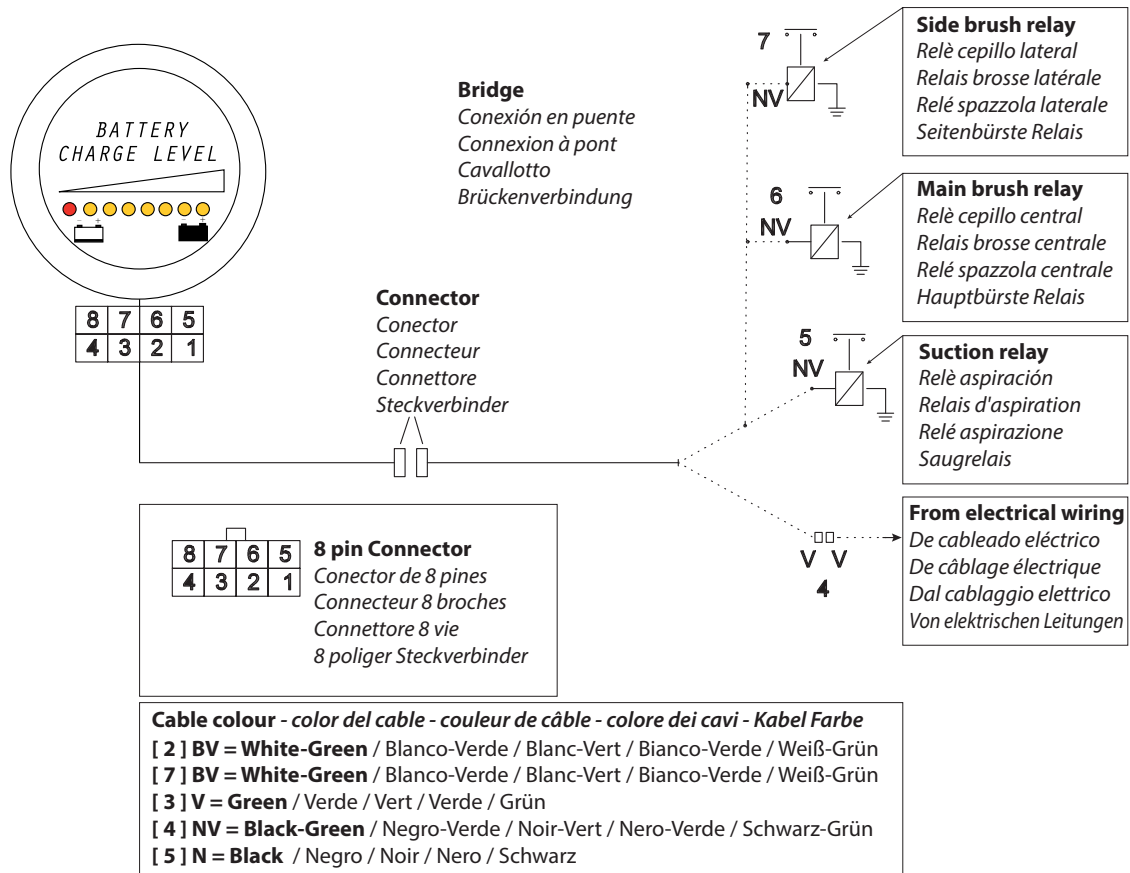 BATTERY
CHARGE LEVEL
- +
- +
8 7 6 5
4 3 2 1
Bridge
Conexión en puente
Connexion à pont
Cavallotto
Brückenverbindung
Connector
Conector
Connecteur
Connettore
Steckverbinder
7
NV
Side brush relay
Relè cepillo lateral
Relais brosse latérale
Relé spazzola laterale
Seitenbürste Relais
6
NV
Main brush relay
Relè cepillo central
Relais brosse centrale
Relé spazzola centrale
Hauptbürste Relais
5
NV
Suction relay
Relè aspiración
Relais d'aspiration
Relé aspirazione
Saugrelais
V V
4
From electrical wiring
De cableado eléctrico
De câblage électrique
Dal cablaggio elettrico
Von elektrischen Leitungen
8 7 6 5
4 3 2 1
8 pin Connector
Conector de 8 pines
Connecteur 8 broches
Connettore 8 vie
8 poliger Steckverbinder
Cable colour - color del cable - couleur de câble - colore dei cavi - Kabel Farbe
[ 2 ] BV = White-Green / Blanco-Verde / Blanc-Vert / Bianco-Verde / Weiß-Grün
[ 7 ] BV = White-Green / Blanco-Verde / Blanc-Vert / Bianco-Verde / Weiß-Grün
[ 3 ] V = Green / Verde / Vert / Verde / Grün
[ 4 ] NV = Black-Green / Negro-Verde / Noir-Vert / Nero-Verde / Schwarz-Grün
[ 5 ] N = Black / Negro / Noir / Nero / Schwarz